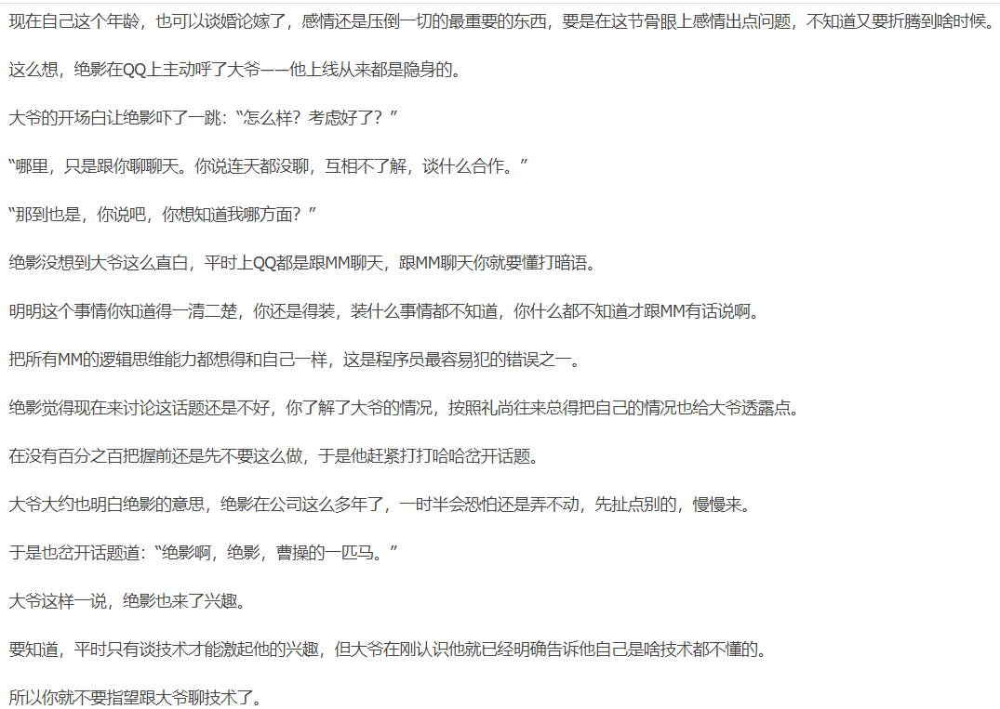 现在自己这个年龄，也可以谈婚论嫁了，感情还是压倒一切的最重要的东西，要是在这节骨眼上感情出点问题，不知道又要折腾到啥时候。
这么想，绝影在QQ上主动呼了大爷——他上线从来都是隐身的。
大爷的开场白让绝影吓了一跳：“怎么样？考虑好了？”
“哪里，只是跟你聊聊天。你说连天都没聊，互相不了解，谈什么合作。”
“那到也是，你说吧，你想知道我哪方面？”
绝影没想到大爷这么直白，平时上QQ都是跟MM聊天，跟MM聊天你就要懂打暗语。
明明这个事情你知道得一清二楚，你还是得装，装什么事情都不知道，你什么都不知道才跟MM有话说啊。
把所有MM的逻辑思维能力都想得和自己一样，这是程序员最容易犯的错误之一。
绝影觉得现在来讨论这话题还是不好，你了解了大爷的情况，按照礼尚往来总得把自己的情况也给大爷透露点。
在没有百分之百把握前还是先不要这么做，于是他赶紧打打哈哈岔开话题。
大爷大约也明白绝影的意思，绝影在公司这么多年了，一时半会恐怕还是弄不动，先扯点别的，慢慢来。
于是也岔开话题道：“绝影啊，绝影，曹操的一匹马。”
大爷这样一说，绝影也来了兴趣。
要知道，平时只有谈技术才能激起他的兴趣，但大爷在刚认识他就已经明确告诉他自己是啥技术都不懂的。
所以你就不要指望跟大爷聊技术了。